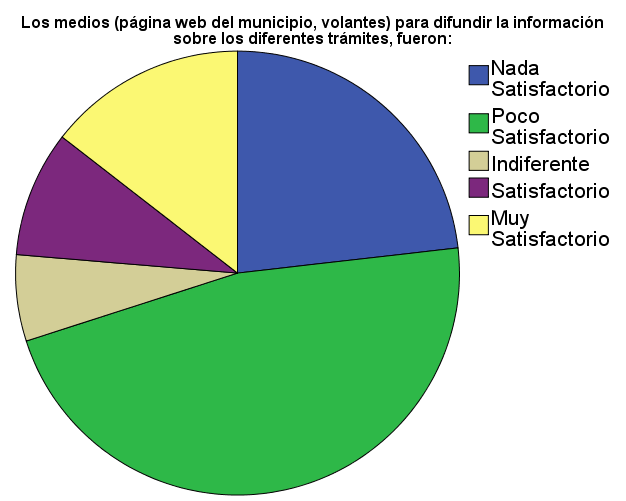 Los medios (página web del municipio, volantes) para difundir la información
sobre los diferentes trámites, fueron:
Nada
Satisfactorio
Poco
Satisfactorio
Indiferente
Satisfactorio
Muy
Satisfactorio